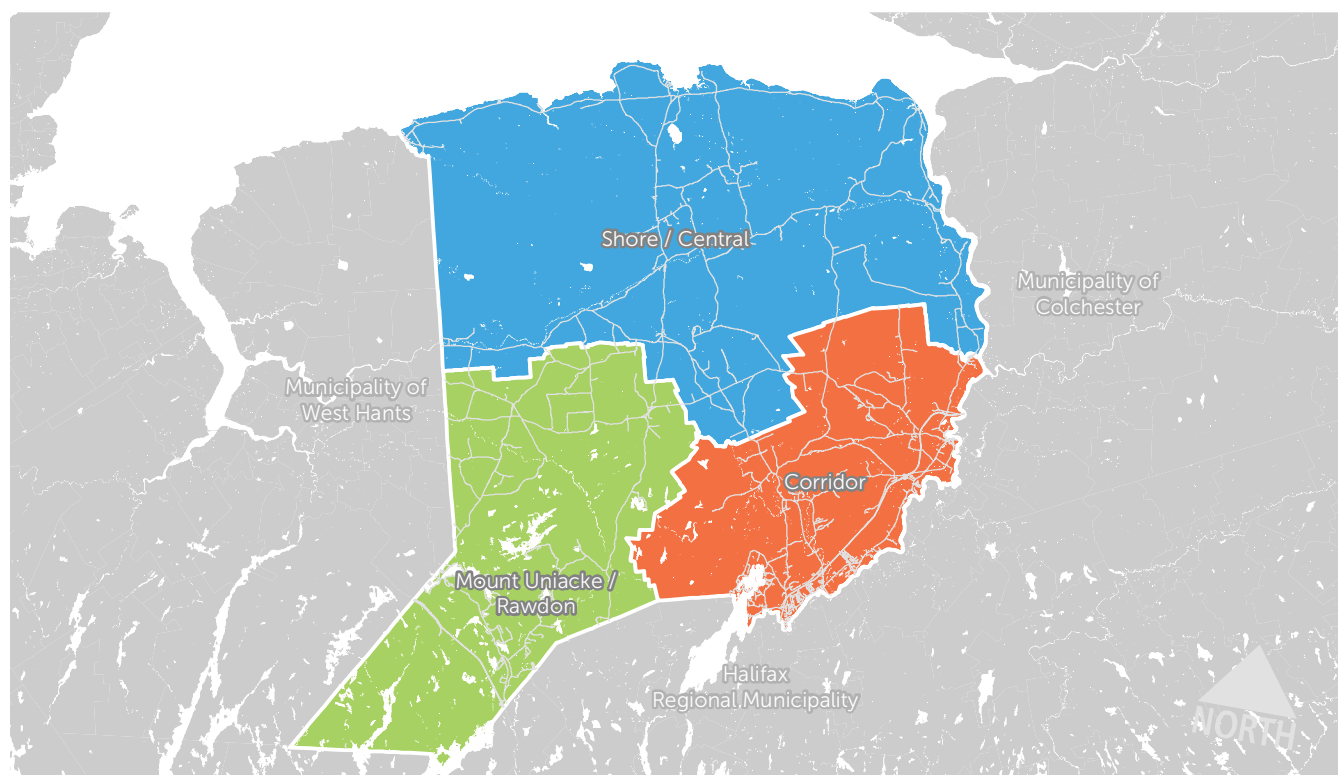 Shore / Central
Municipality of
Colchester
Municipality of
West Hants
Corridor
Mount Uniacke /
Rawdon
Halifax
Regional Municipality
NORTH